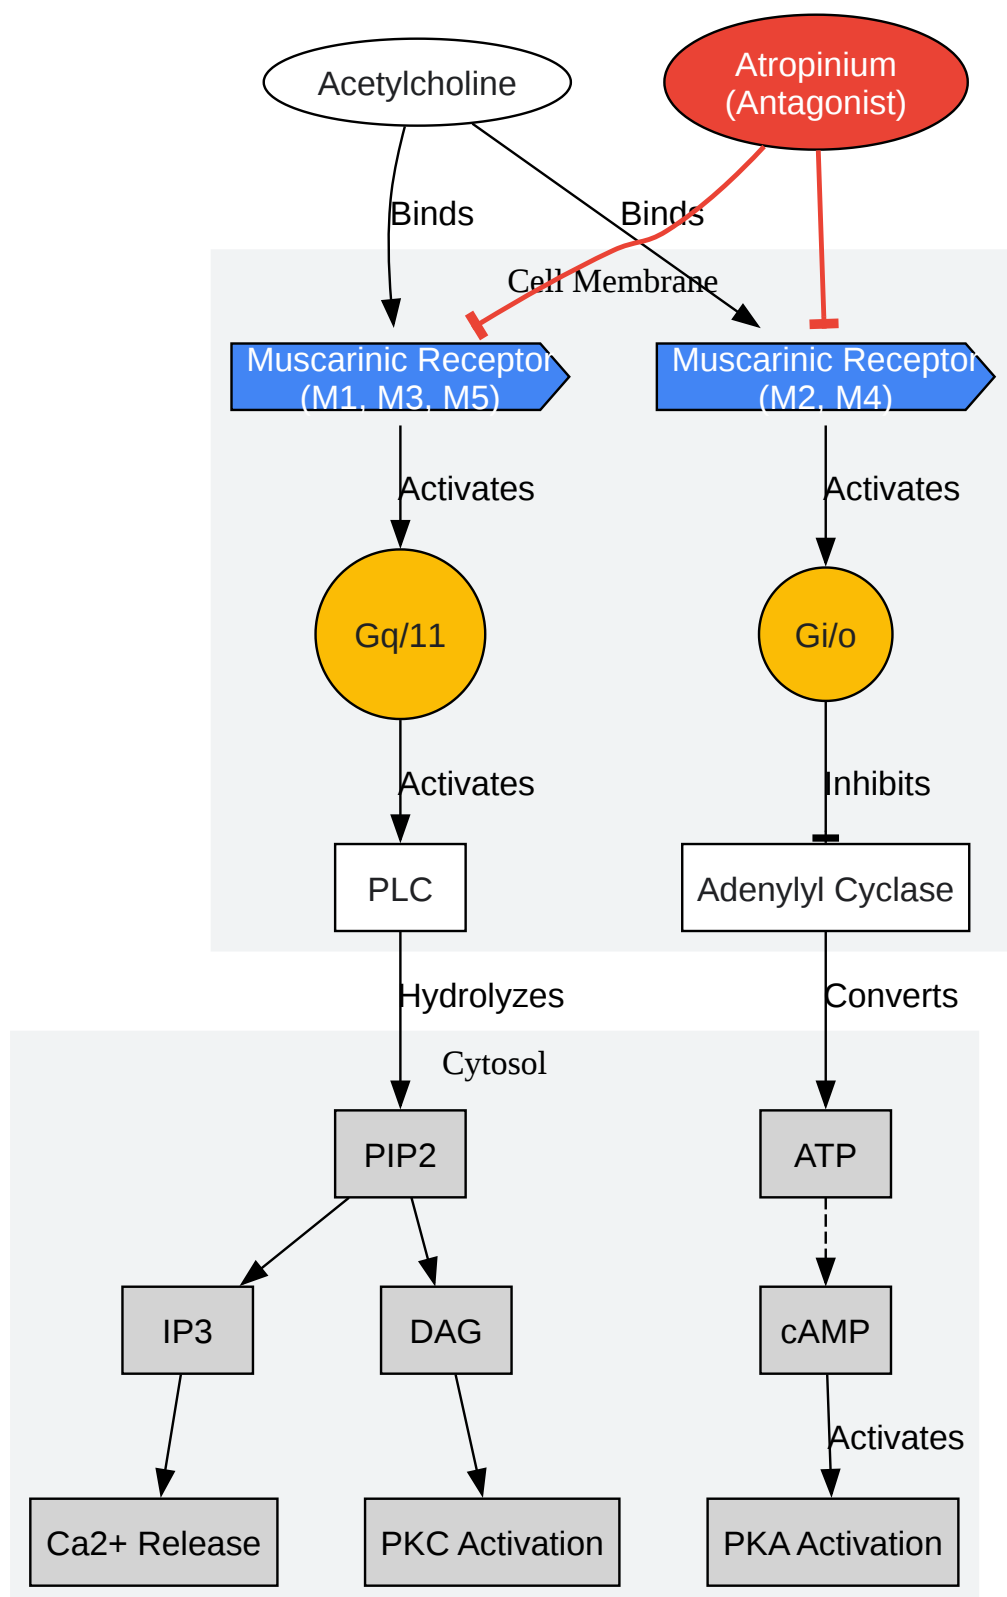 Acetylcholine
Atropinium
(Antagonist)
Binds
Binds
Cell Membrane
Muscarinic Receptor
(M1, M3, M5)
Muscarinic Receptor
(M2, M4)
Activates
Activates
Gq/11
Gi/o
Activates
Inhibits
PLC
Adenylyl Cyclase
Hydrolyzes
Converts
Cytosol
PIP2
ATP
IP3
DAG
cAMP
Activates
Ca2+ Release
PKC Activation
PKA Activation